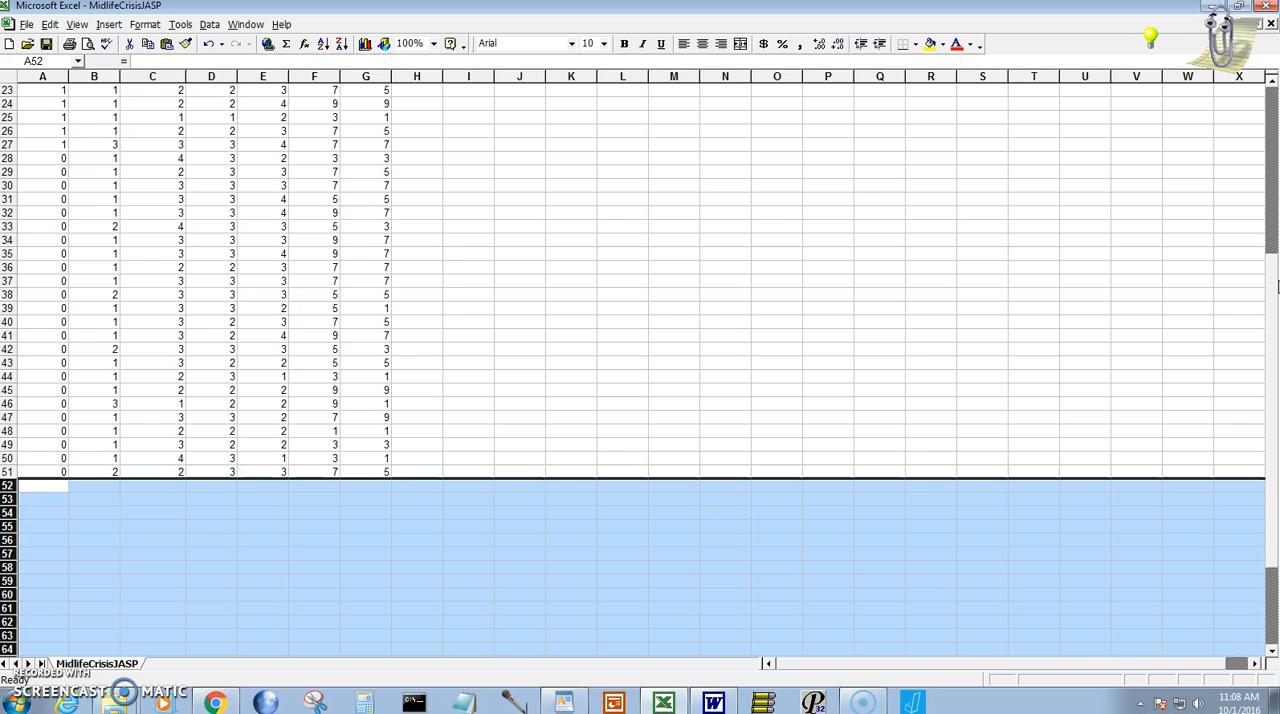 Microsoft Excel - MidlifeCrisisJASP
File Edit View Insert Format Tools Data Window Help
100% Arial 10 B I U $ % ,
A52 =
A B C D E F G H I J K L M N O P Q R S T U V W X
23 1 1 2 2 3 7 5
24 1 1 2 2 4 9 9
25 1 1 1 1 2 3 1
26 1 1 2 2 3 7 5
27 1 3 3 3 4 7 7
28 0 1 4 3 2 3 3
29 0 1 2 3 3 7 5
30 0 1 3 3 3 7 7
31 0 1 3 3 4 5 5
32 0 1 3 3 4 9 7
33 0 2 4 3 3 5 3
34 0 1 3 3 3 9 7
35 0 1 3 3 4 9 7
36 0 1 2 2 3 7 7
37 0 1 3 3 3 7 7
38 0 2 3 3 3 5 5
39 0 1 3 3 2 5 1
40 0 1 3 2 3 7 5
41 0 1 3 2 4 9 7
42 0 2 3 3 3 5 3
43 0 1 3 2 2 5 5
44 0 1 2 3 1 3 1
45 0 1 2 2 2 9 9
46 0 3 1 2 2 9 1
47 0 1 3 3 2 7 9
48 0 1 2 2 2 1 1
49 0 1 3 2 2 3 3
50 0 1 4 3 1 3 1
51 0 2 2 3 3 7 5
52
53
54
55
56
57
58
59
60
61
62
63
64
MidlifeCrisisJASP
Ready
RECORDED WITH
SCREENCAST MATIC
11:08 AM
10/1/2016